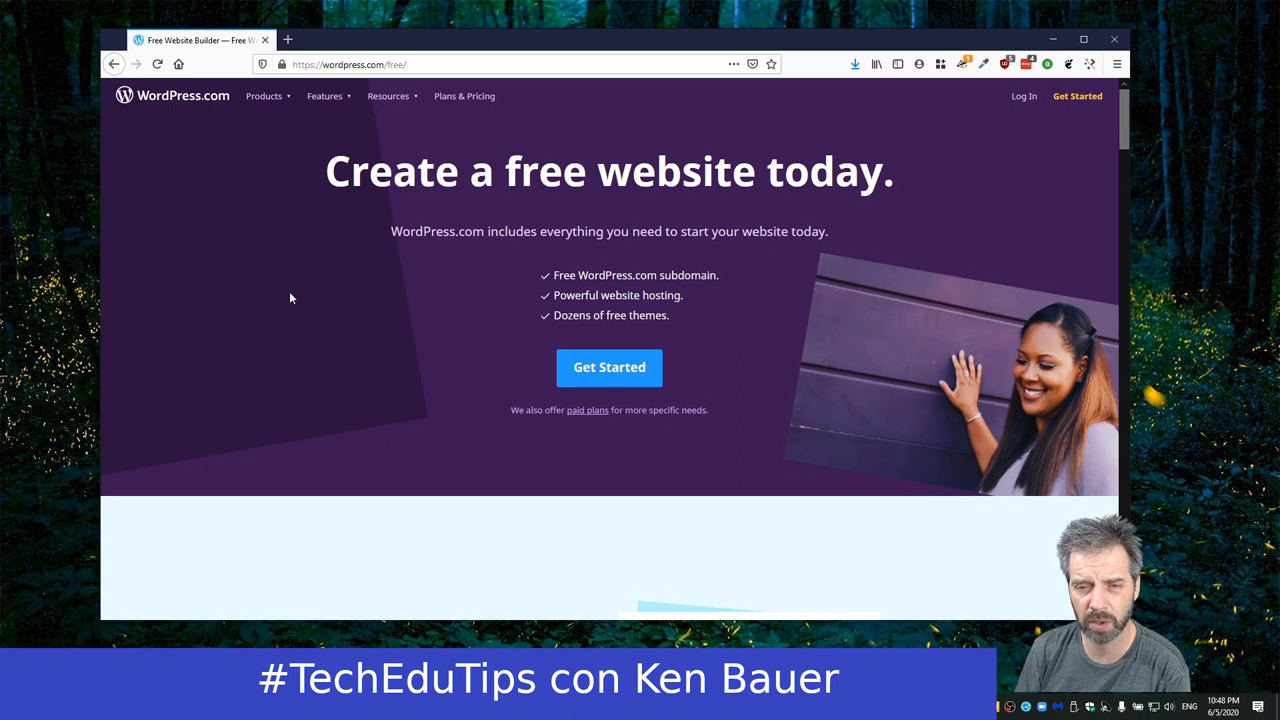 Free Website Builder — Free W
https://wordpress.com/free/
WordPress.com
Products
Features
Resources
Plans & Pricing
Log In
Get Started
Create a free website today.
WordPress.com includes everything you need to start your website today.
Free WordPress.com subdomain.
Powerful website hosting.
Dozens of free themes.
Get Started
We also offer paid plans for more specific needs.
#TechEduTips con Ken Bauer
ENG
10:48 PM
6/5/2020